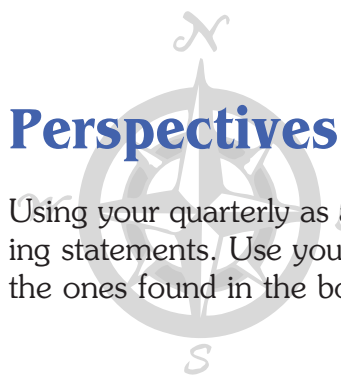 N
Perspectives
W
Using your quarterly as
ing statements. Use you
the ones found in the bo
S